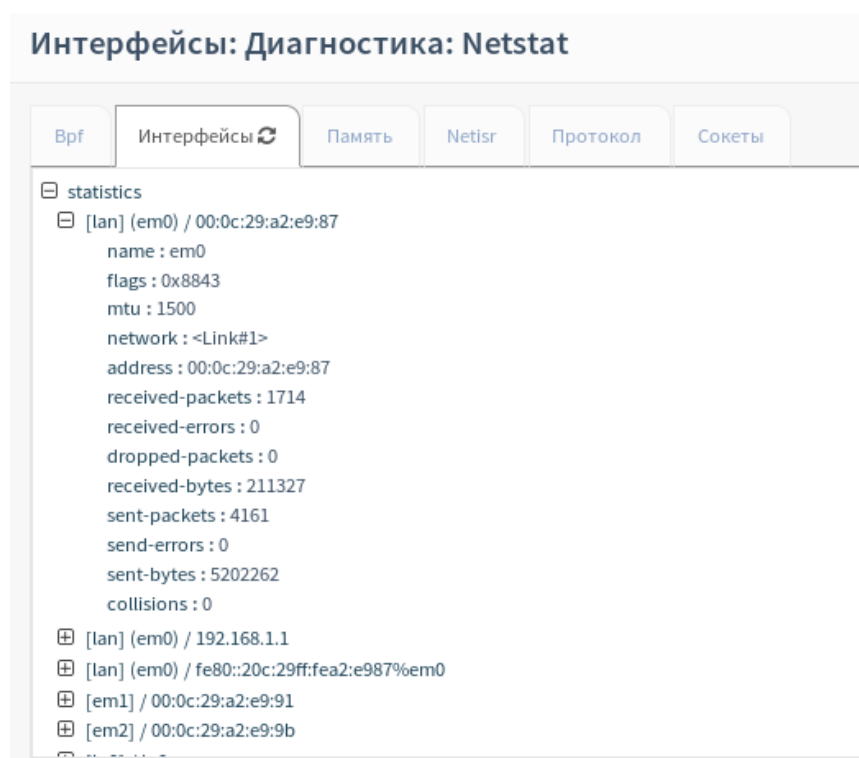 Интерфейсы: Диагностика: Netstat
Bpf Интерфейсы Память Netisr Протокол Сокеты
statistics
[lan] (em0) / 00:0c:29:a2:e9:87
name : em0
flags : 0x8843
mtu : 1500
network : <Link#1>
address : 00:0c:29:a2:e9:87
received-packets : 1714
received-errors : 0
dropped-packets : 0
received-bytes : 211327
sent-packets : 4161
send-errors : 0
sent-bytes : 5202262
collisions : 0
[lan] (em0) / 192.168.1.1
[lan] (em0) / fe80::20c:29ff:fea2:e987%em0
[em1] / 00:0c:29:a2:e9:91
[em2] / 00:0c:29:a2:e9:9b